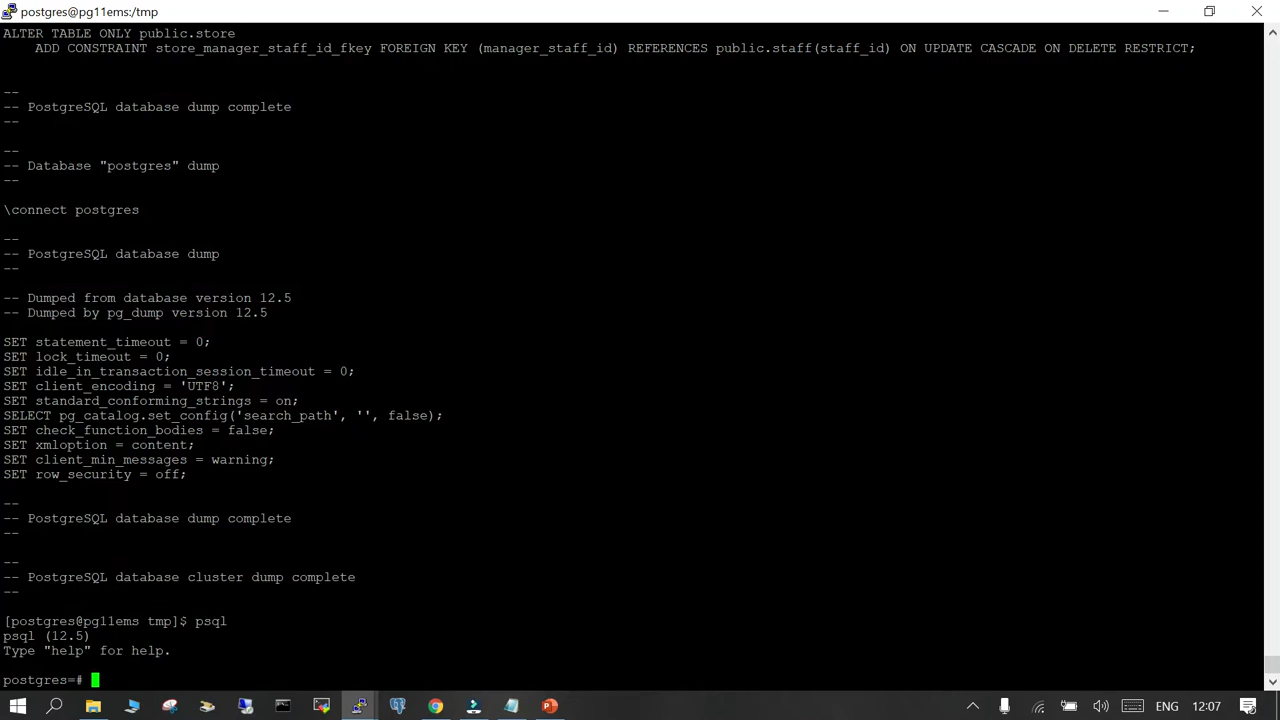 postgres@pg11ems:/tmp
ALTER TABLE ONLY public.store
    ADD CONSTRAINT store_manager_staff_id_fkey FOREIGN KEY (manager_staff_id) REFERENCES public.staff(staff_id) ON UPDATE CASCADE ON DELETE RESTRICT;
--
-- PostgreSQL database dump complete
--
--
-- Database "postgres" dump
--
\connect postgres
--
-- PostgreSQL database dump
--
-- Dumped from database version 12.5
-- Dumped by pg_dump version 12.5
SET statement_timeout = 0;
SET lock_timeout = 0;
SET idle_in_transaction_session_timeout = 0;
SET client_encoding = 'UTF8';
SET standard_conforming_strings = on;
SELECT pg_catalog.set_config('search_path', '', false);
SET check_function_bodies = false;
SET xmloption = content;
SET client_min_messages = warning;
SET row_security = off;
--
-- PostgreSQL database dump complete
--
--
-- PostgreSQL database cluster dump complete
--
[postgres@pg11ems tmp]$ psql
psql (12.5)
Type "help" for help.
postgres=#
ENG 12:07